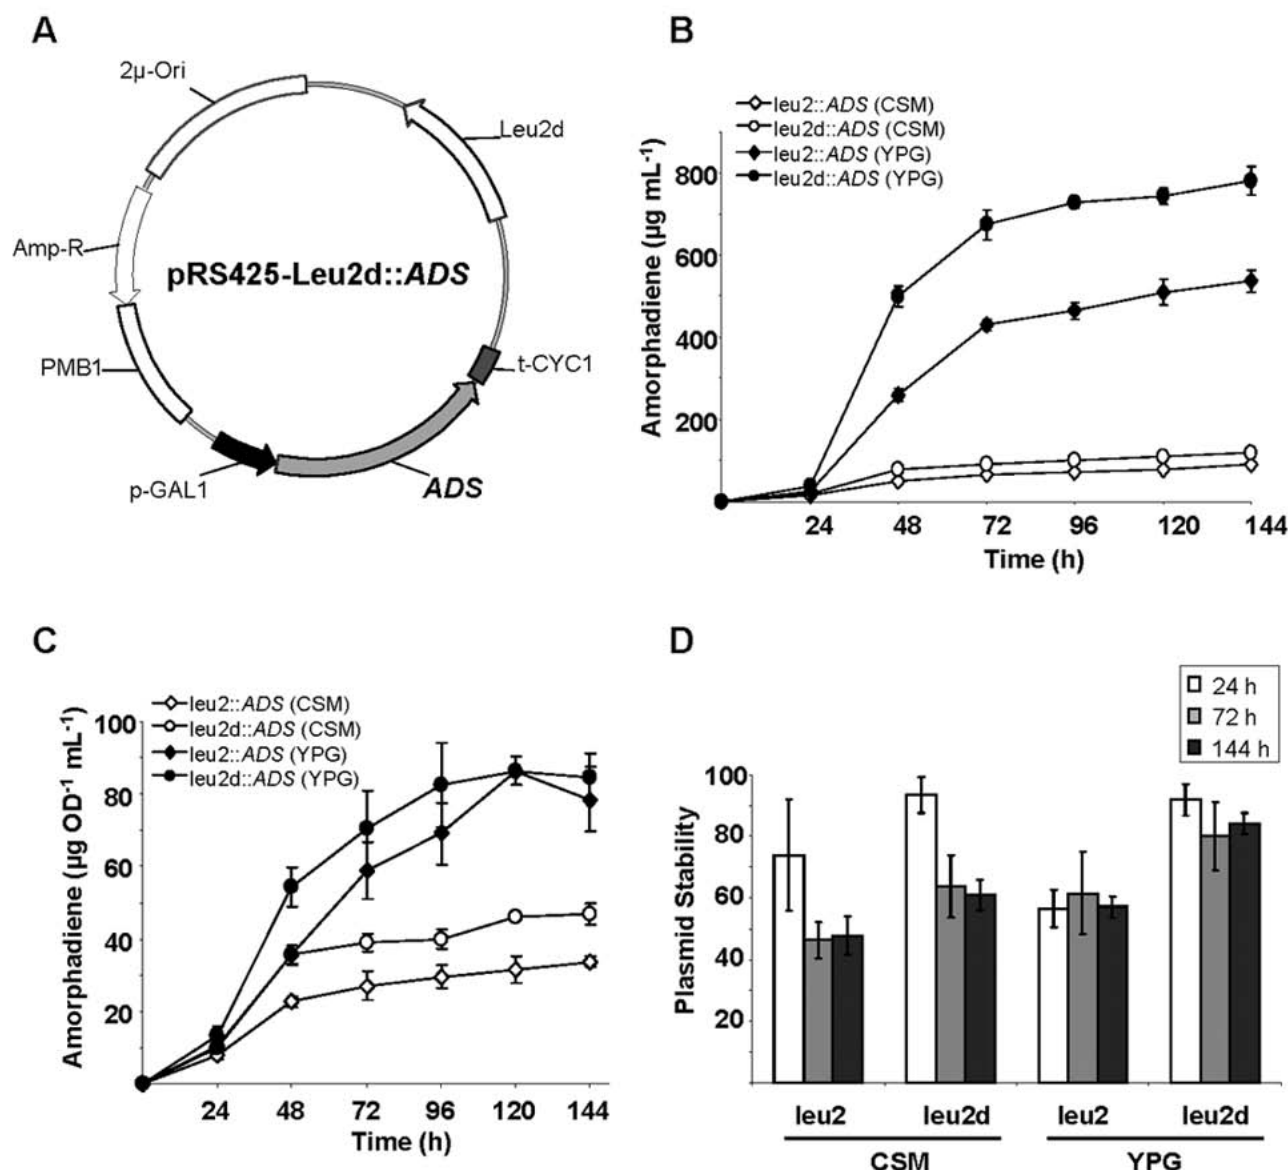 A
2µ-Ori
Leu2d
Amp-R
pRS425-Leu2d::ADS
PMB1
t-CYC1
p-GAL1
ADS
B
leu2::ADS (CSM)
leu2d::ADS (CSM)
leu2::ADS (YPG)
leu2d::ADS (YPG)
Amorphadiene (µg mL⁻¹)
800
600
400
200
24 48 72 96 120 144
Time (h)
C
leu2::ADS (CSM)
leu2d::ADS (CSM)
leu2::ADS (YPG)
leu2d::ADS (YPG)
Amorphadiene (µg OD⁻¹ mL⁻¹)
100
80
60
40
20
24 48 72 96 120 144
Time (h)
D
24 h
72 h
144 h
Plasmid Stability
100
80
60
40
20
leu2 leu2d leu2 leu2d
CSM YPG